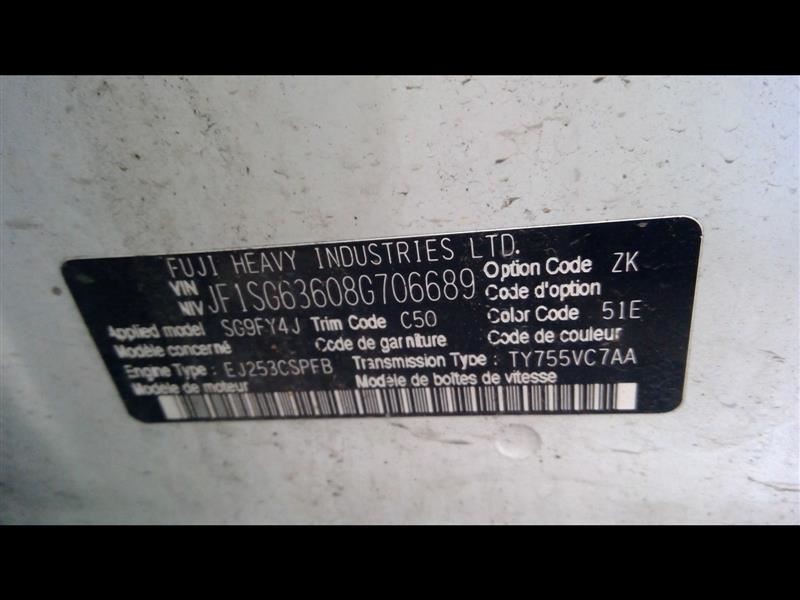 FUJI HEAVY INDUSTRIES LTD.
VIN
NIV JF1SG63608G706689
Option Code ZK
Code d'option
Applied model SG9FY4J Trim Code C50 Color Code 51E
Modèle concerné Code de garniture Code de couleur
Engine Type : EJ253CSPFB Transmission Type : TY755VC7AA
Modèle de moteur Modèle de boîtes de vitesse